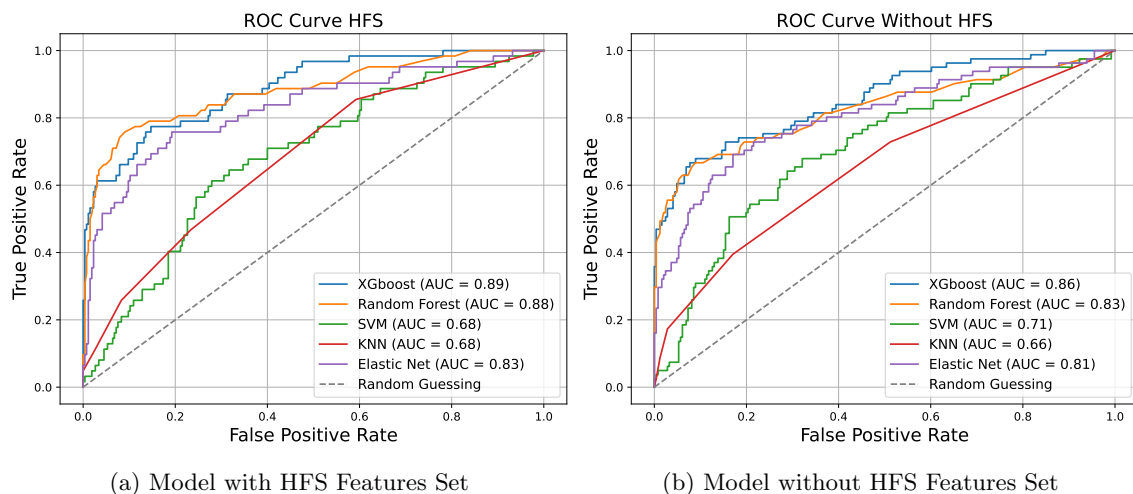 ROC Curve HFS
True Positive Rate
1.0
0.8
0.6
0.4
0.2
0.0
XGboost (AUC = 0.89)
Random Forest (AUC = 0.88)
SVM (AUC = 0.68)
KNN (AUC = 0.68)
Elastic Net (AUC = 0.83)
Random Guessing
0.0 0.2 0.4 0.6 0.8 1.0
False Positive Rate
(a) Model with HFS Features Set
ROC Curve Without HFS
True Positive Rate
1.0
0.8
0.6
0.4
0.2
0.0
XGboost (AUC = 0.86)
Random Forest (AUC = 0.83)
SVM (AUC = 0.71)
KNN (AUC = 0.66)
Elastic Net (AUC = 0.81)
Random Guessing
0.0 0.2 0.4 0.6 0.8 1.0
False Positive Rate
(b) Model without HFS Features Set